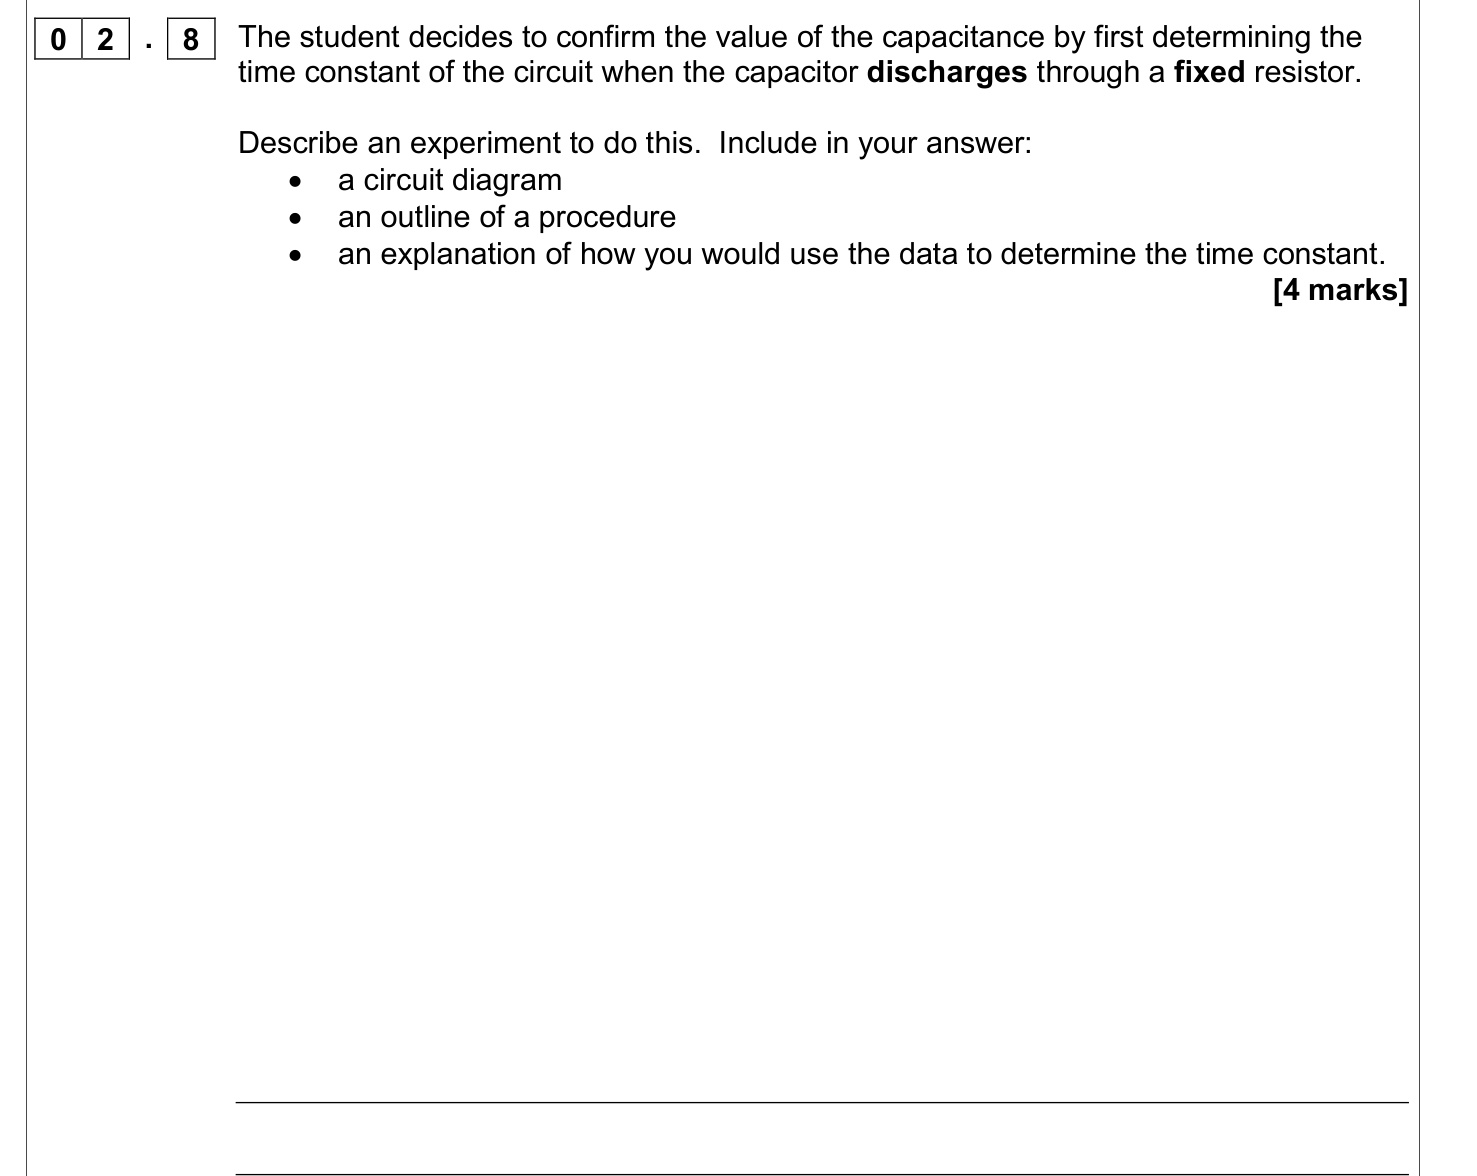 0 2 . 8 The student decides to confirm the value of the capacitance by first determining the
time constant of the circuit when the capacitor discharges through a fixed resistor.
Describe an experiment to do this. Include in your answer:
• a circuit diagram
• an outline of a procedure
• an explanation of how you would use the data to determine the time constant.
[4 marks]